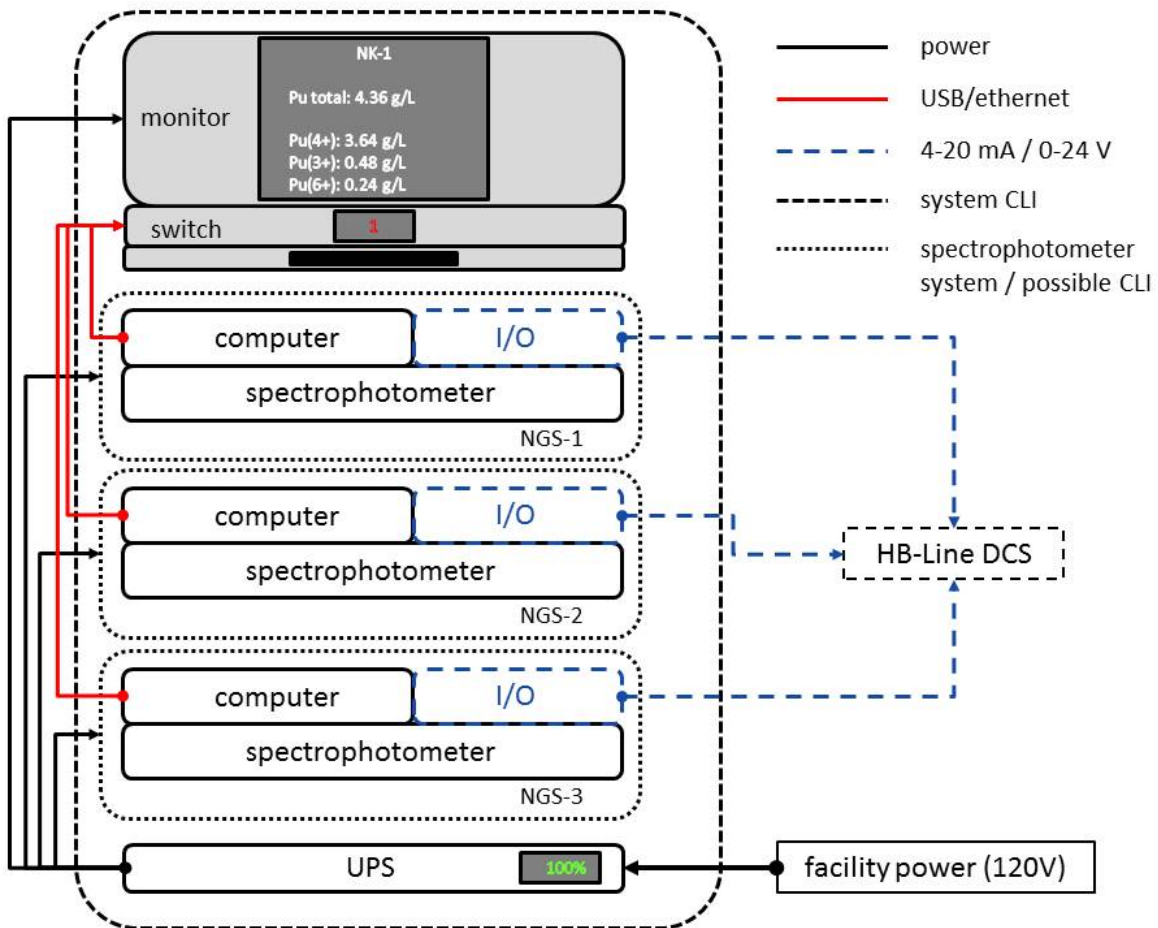 NK-1
Pu total: 4.36 g/L
monitor
Pu(4+): 3.64 g/L
Pu(3+): 0.48 g/L
Pu(6+): 0.24 g/L
switch
1
power
USB/ethernet
4-20 mA / 0-24 V
system CLI
spectrophotometer
system / possible CLI
computer
I/O
spectrophotometer
NGS-1
computer
I/O
spectrophotometer
NGS-2
HB-Line DCS
computer
I/O
spectrophotometer
NGS-3
UPS
100%
facility power (120V)